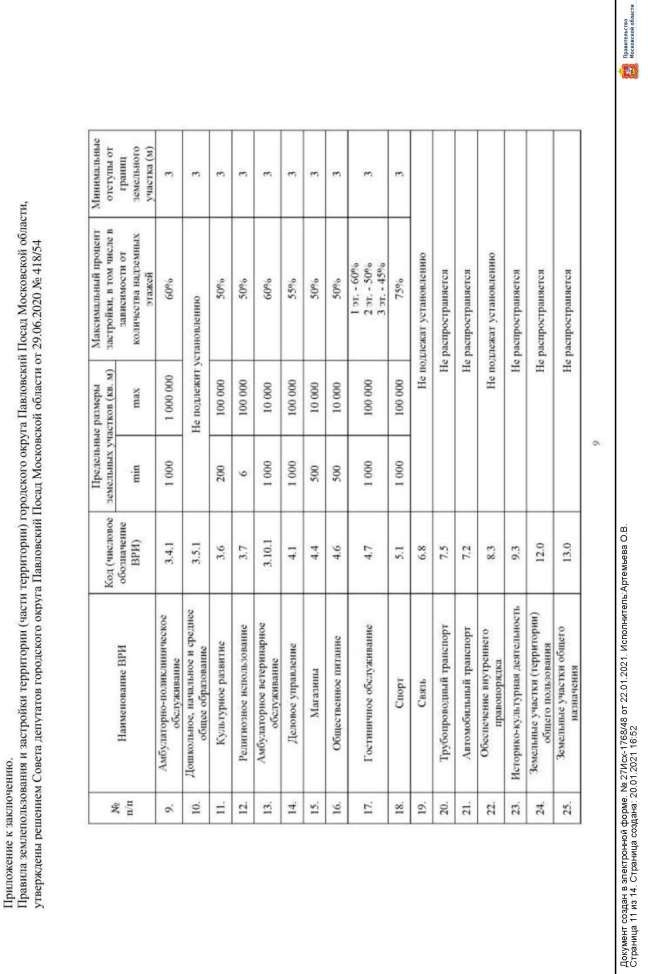 Приложение к заключению.
Правила землепользования и застройки территории (части территории) городского округа Павловский Посад Московской области,
утверждены решением Совета депутатов городского округа Павловский Посад Московской области от 29.06.2020 № 418/54
№ п/п Наименование ВРИ Код (числовое обозначение ВРИ) Предельные размеры земельных участков (кв. м) min max Максимальный процент застройки, в том числе в зависимости от количества надземных этажей Минимальные отступы от границ земельного участка (м)
9. Амбулаторно-поликлиническое обслуживание 3.4.1 1 000 1 000 000 60% 3
10. Дошкольное, начальное и среднее общее образование 3.5.1 Не подлежит установлению 3
11. Культурное развитие 3.6 200 100 000 50% 3
12. Религиозное использование 3.7 6 100 000 50% 3
13. Амбулаторное ветеринарное обслуживание 3.10.1 1 000 10 000 60% 3
14. Деловое управление 4.1 1 000 100 000 55% 3
15. Магазины 4.4 500 10 000 50% 3
16. Общественное питание 4.6 500 10 000 50% 3
17. Гостиничное обслуживание 4.7 1 000 100 000 1 эт. - 60% 2 эт. - 50% 3 эт. - 45% 3
18. Спорт 5.1 1 000 100 000 75% 3
19. Связь 6.8 Не подлежат установлению
20. Трубопроводный транспорт 7.5 Не распространяется
21. Автомобильный транспорт 7.2 Не распространяется
22. Обеспечение внутреннего правопорядка 8.3 Не подлежат установлению
23. Историко-культурная деятельность 9.3 Не распространяется
24. Земельные участки (территории) общего пользования 12.0 Не распространяется
25. Земельные участки общего назначения 13.0 Не распространяется
9
Документ создан в электронной форме. № 27Исх-1768/48 от 22.01.2021. Исполнитель:Артемьева О.В.
Страница 11 из 14. Страница создана: 20.01.2021 16:52
Правительство
Московской области